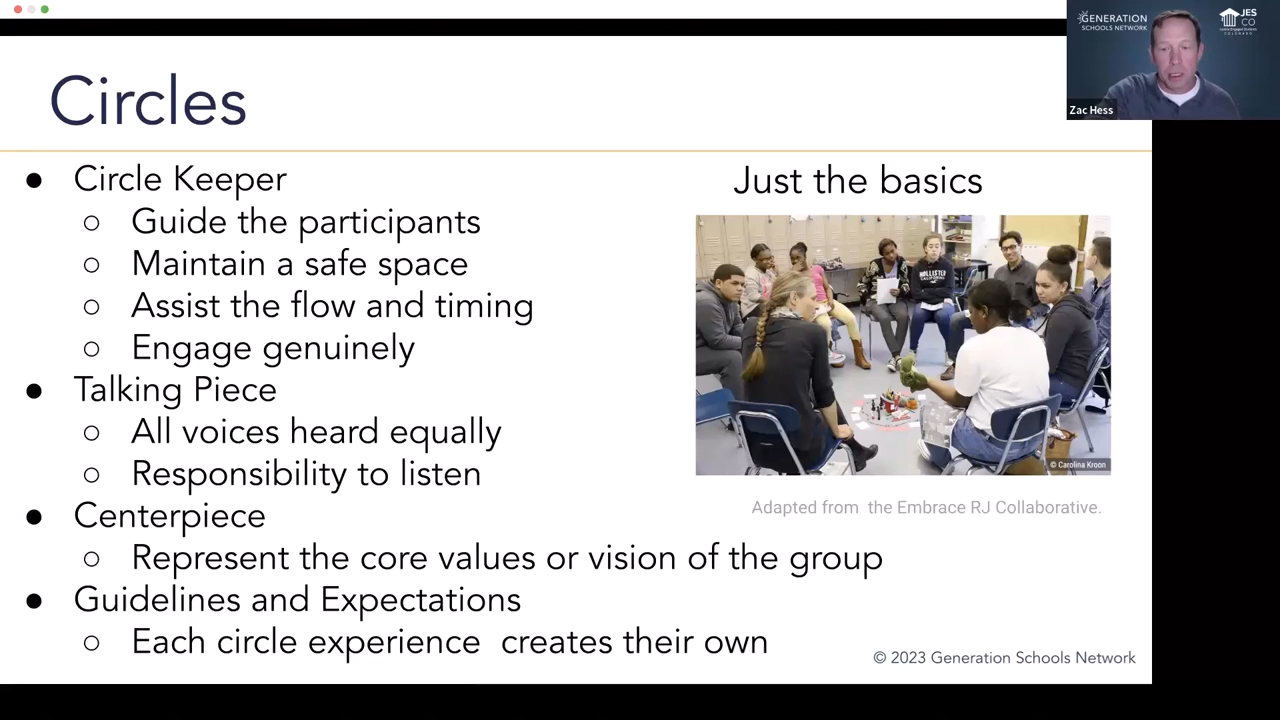 GENERATION
SCHOOLS NETWORK
JES
CO
COLORADO
Zac Hess
Circles
● Circle Keeper
○ Guide the participants
○ Maintain a safe space
○ Assist the flow and timing
○ Engage genuinely
● Talking Piece
○ All voices heard equally
○ Responsibility to listen
● Centerpiece
○ Represent the core values or vision of the group
● Guidelines and Expectations
○ Each circle experience  creates their own
Just the basics
HOLLISTER
CALIFORNIA
© Carolina Kroon
Adapted from  the Embrace RJ Collaborative.
© 2023 Generation Schools Network